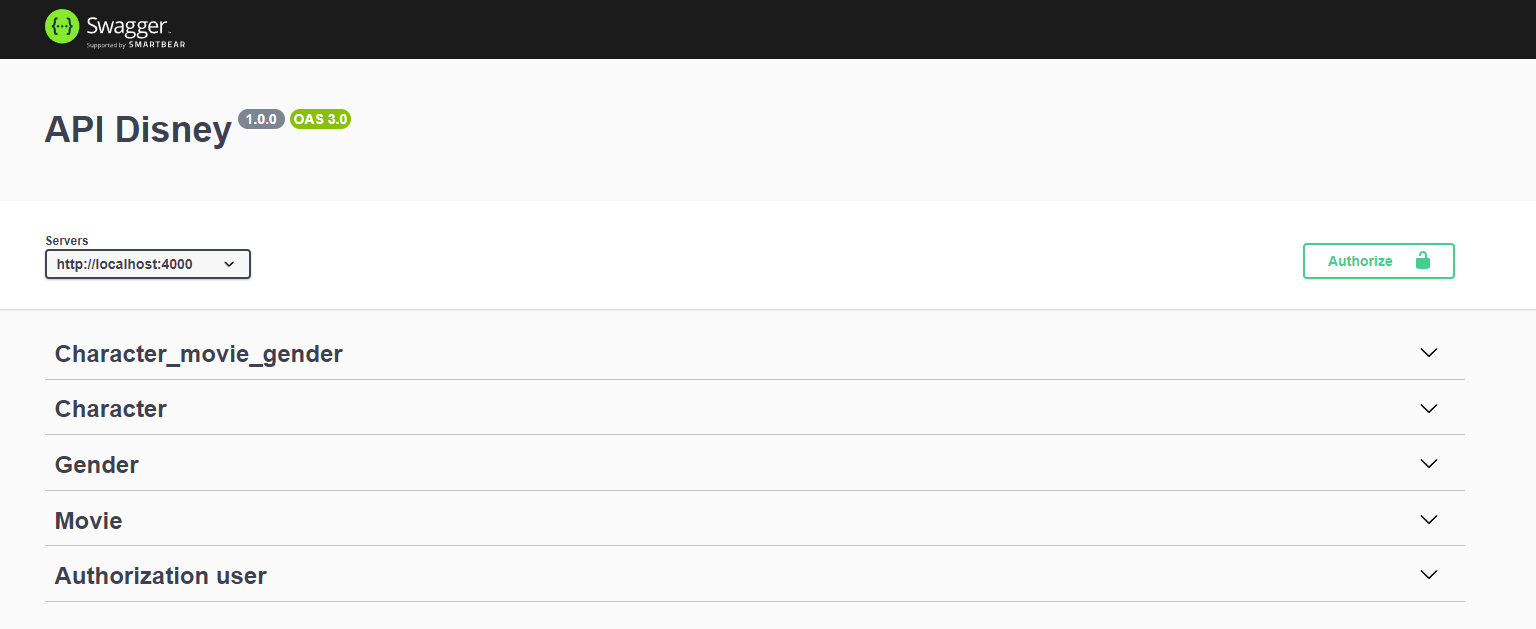 {···} Swagger™
Supported by SMARTBEAR
API Disney 1.0.0 OAS 3.0
Servers
http://localhost:4000
Authorize
Character_movie_gender
Character
Gender
Movie
Authorization user